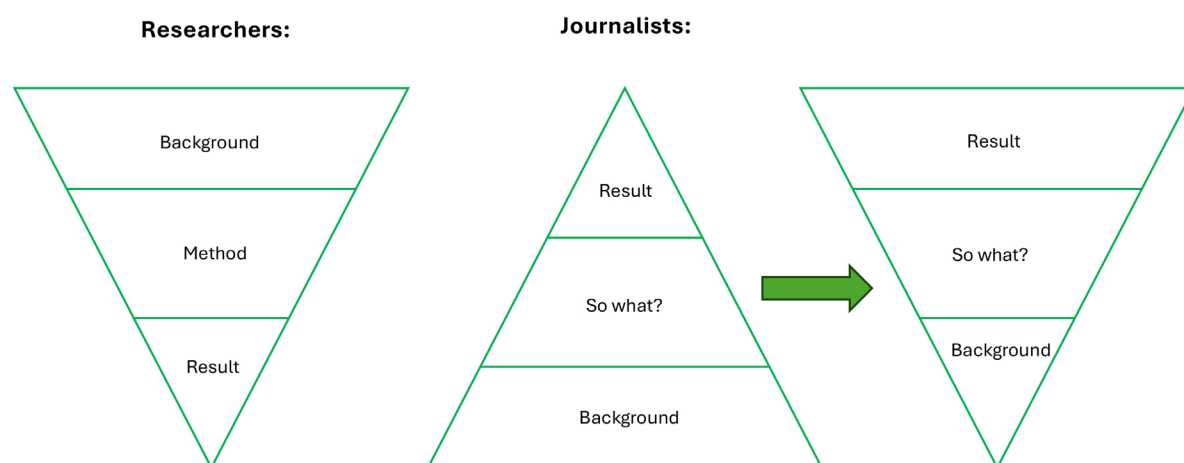 Researchers:
Journalists:
Background
Method
Result
Result
So what?
Background
Result
So what?
Background